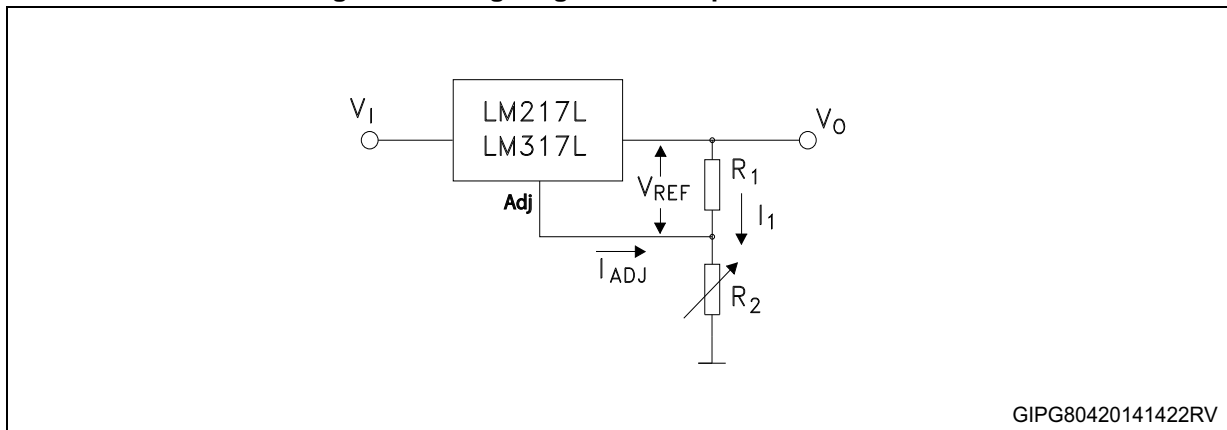 V_I
LM217L
LM317L
V_O
V_REF
R_1
I_1
Adj
I_ADJ
R_2
GIPG80420141422RV